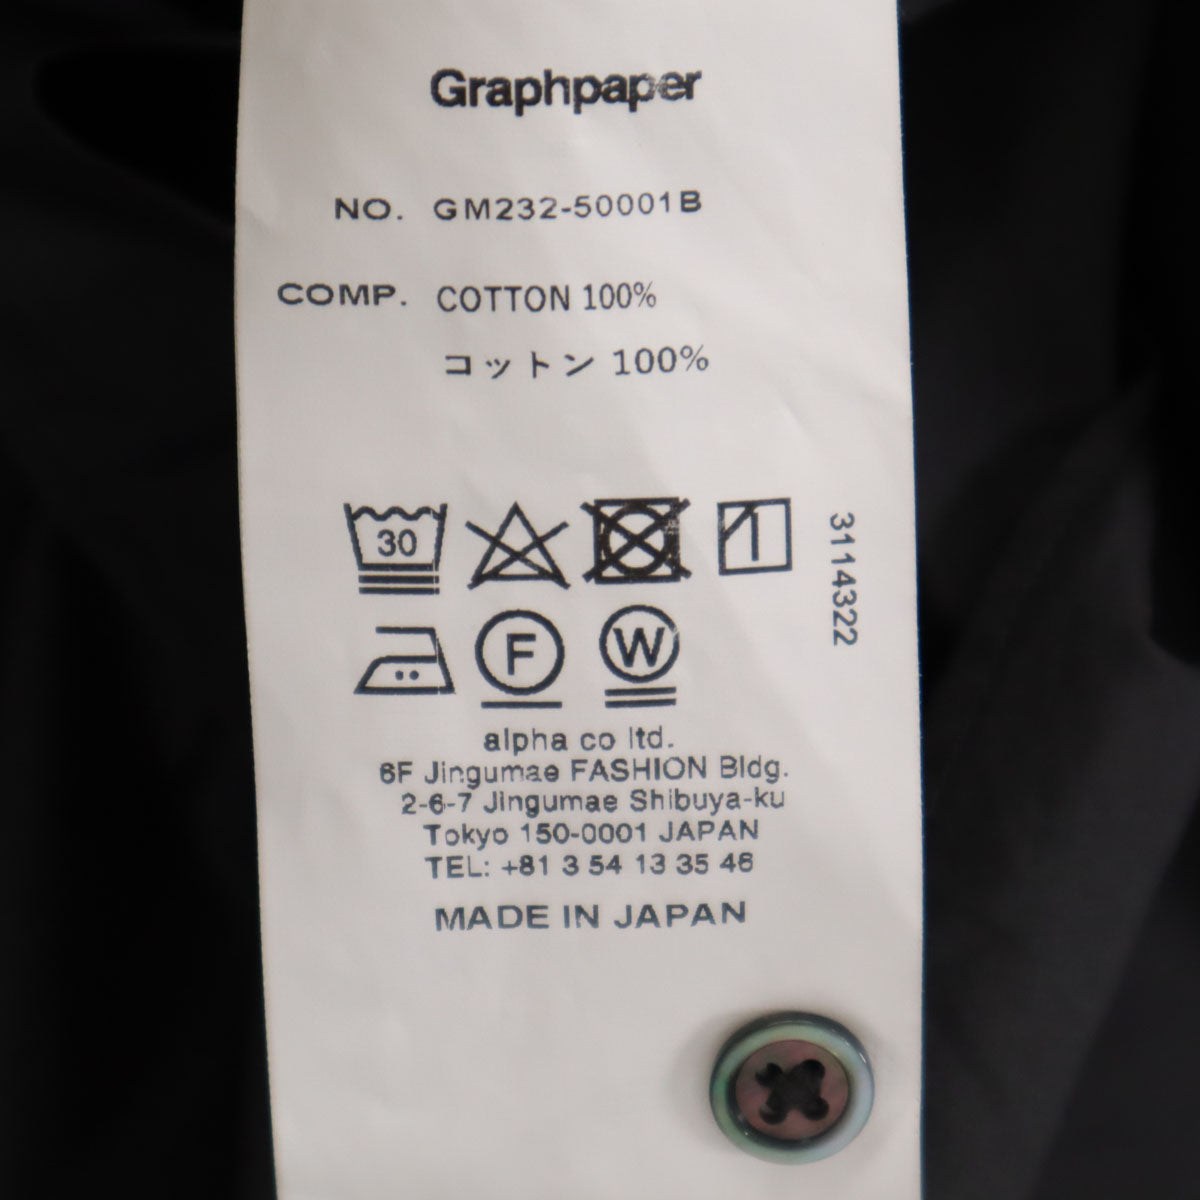 Graphpaper
NO. GM232-50001B
COMP. COTTON 100%
コットン 100%
30
3114322
F
W
alpha co ltd.
6F Jingumae FASHION Bldg.
2-6-7 Jingumae Shibuya-ku
Tokyo 150-0001 JAPAN
TEL: +81 3 54 13 35 46
MADE IN JAPAN